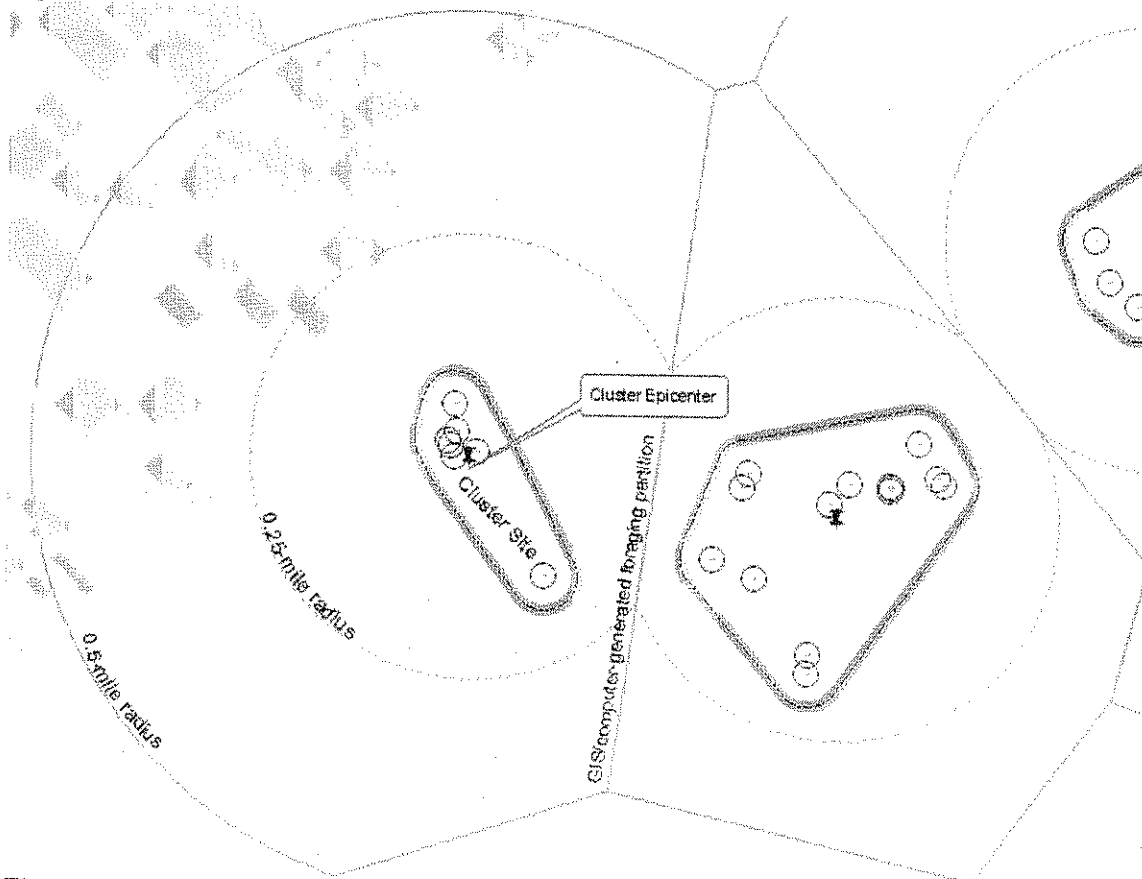 Cluster Epicenter
Cluster Site
0.25-mile radius
0.5-mile radius
GIS/computer-generated foraging partition